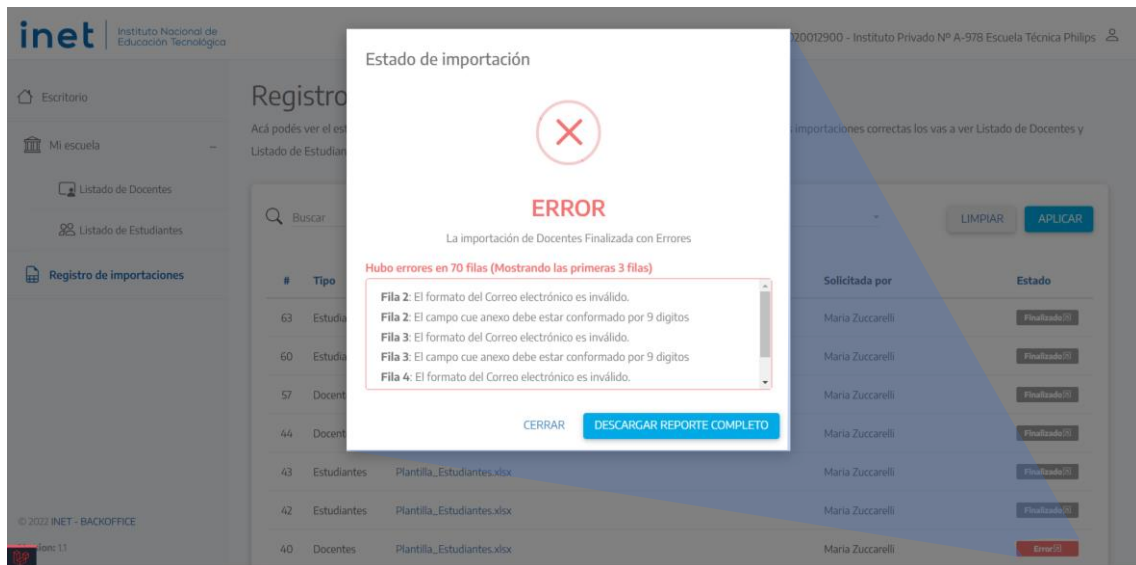 inet
Instituto Nacional de
Educación Tecnológica
020012900 - Instituto Privado Nº A-978 Escuela Técnica Philips
Escritorio
Mi escuela
Listado de Docentes
Listado de Estudiantes
Registro de importaciones
© 2022 INET - BACKOFFICE
1.1
Registro
Acá podés ver el
importaciones correctas los vas a ver Listado de Docentes y
Listado de
Buscar
LIMPIAR
APLICAR
# Tipo Solicitada por Estado
63 Maria Zuccarelli Finalizado
60 Maria Zuccarelli Finalizado
57 Maria Zuccarelli Finalizado
44 Maria Zuccarelli Finalizado
43 Estudiantes Plantilla_Estudiantes.xlsx Maria Zuccarelli Finalizado
42 Estudiantes Plantilla_Estudiantes.xlsx Maria Zuccarelli Finalizado
40 Docentes Plantilla_Estudiantes.xlsx Maria Zuccarelli Error
Estado de importación
ERROR
La importación de Docentes Finalizada con Errores
Hubo errores en 70 filas (Mostrando las primeras 3 filas)
Fila 2: El formato del Correo electrónico es inválido.
Fila 2: El campo cue anexo debe estar conformado por 9 digitos
Fila 3: El formato del Correo electrónico es inválido.
Fila 3: El campo cue anexo debe estar conformado por 9 digitos
Fila 4: El formato del Correo electrónico es inválido.
CERRAR
DESCARGAR REPORTE COMPLETO